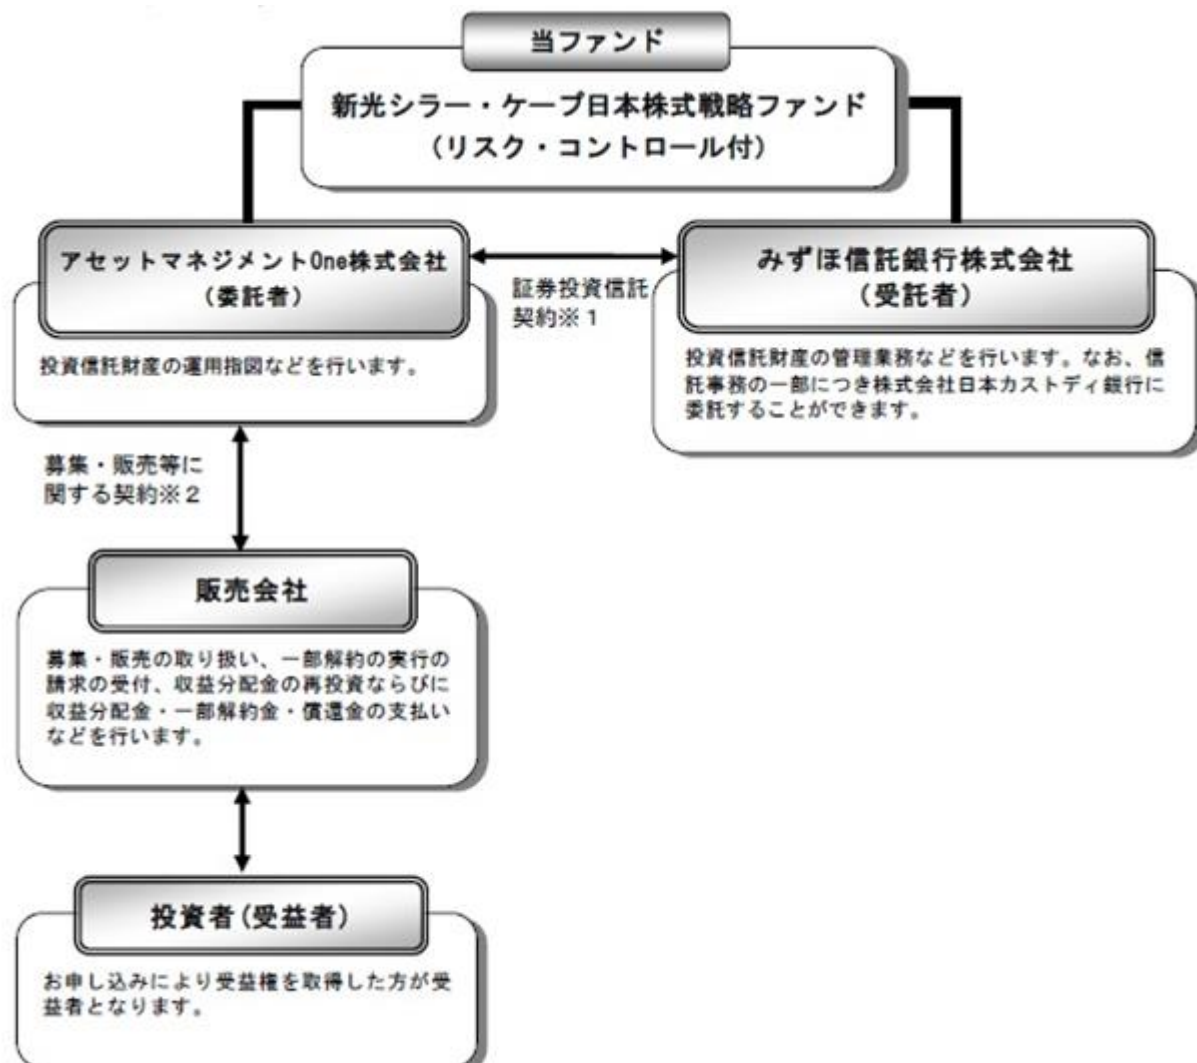 当ファンド
新光シラー・ケープ日本株式戦略ファンド
(リスク・コントロール付)
アセットマネジメントOne株式会社
(委託者)
投資信託財産の運用指図などを行います。
証券投資信託
契約※1
みずほ信託銀行株式会社
(受託者)
投資信託財産の管理業務などを行います。なお、信
託事務の一部につき株式会社日本カストディ銀行に
委託することができます。
募集・販売等に
関する契約※2
販売会社
募集・販売の取り扱い、一部解約の実行の
請求の受付、収益分配金の再投資ならびに
収益分配金・一部解約金・償還金の支払い
などを行います。
投資者(受益者)
お申し込みにより受益権を取得した方が受
益者となります。